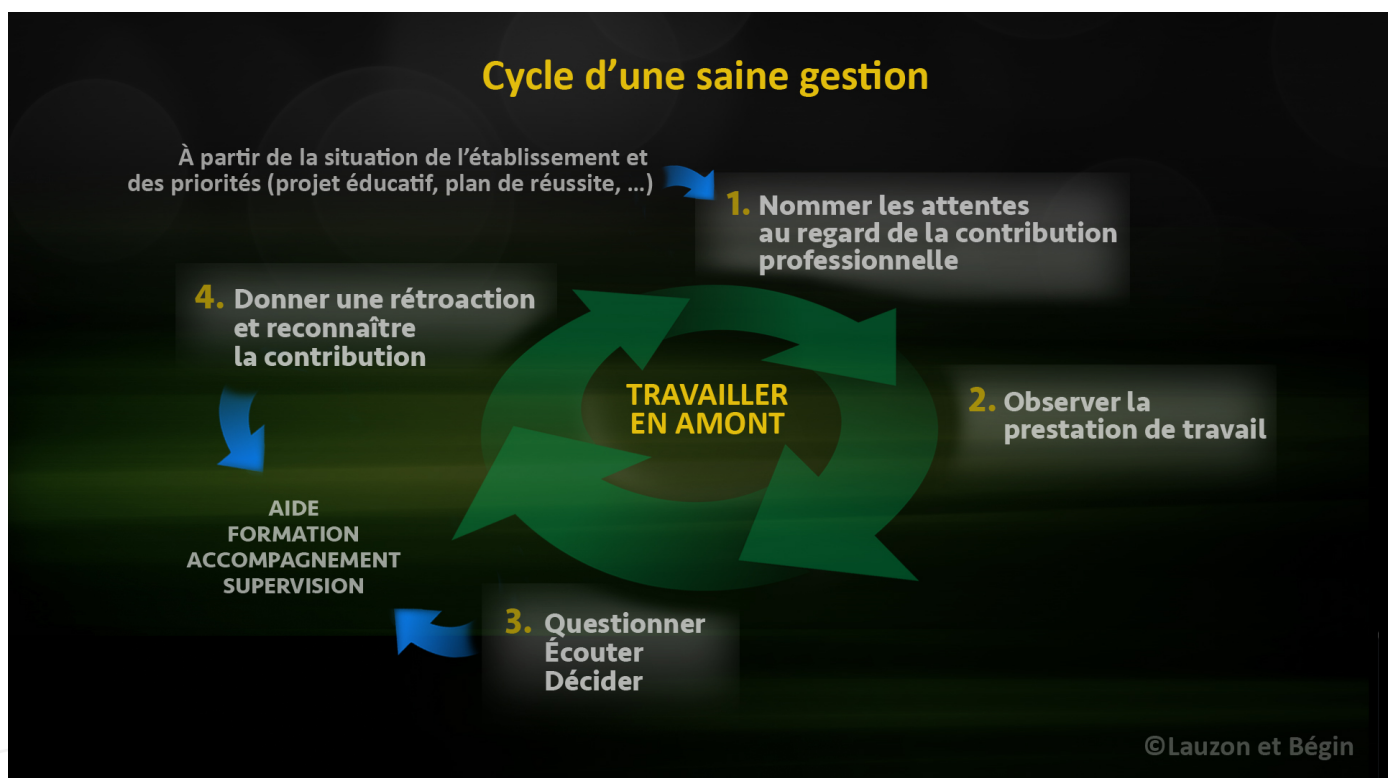 Cycle d'une saine gestion
À partir de la situation de l'établissement et
des priorités (projet éducatif, plan de réussite, ...)
1. Nommer les attentes
au regard de la contribution
professionnelle
2. Observer la
prestation de travail
3. Questionner
Écouter
Décider
4. Donner une rétroaction
et reconnaître
la contribution
AIDE
FORMATION
ACCOMPAGNEMENT
SUPERVISION
TRAVAILLER
EN AMONT
©Lauzon et Bégin